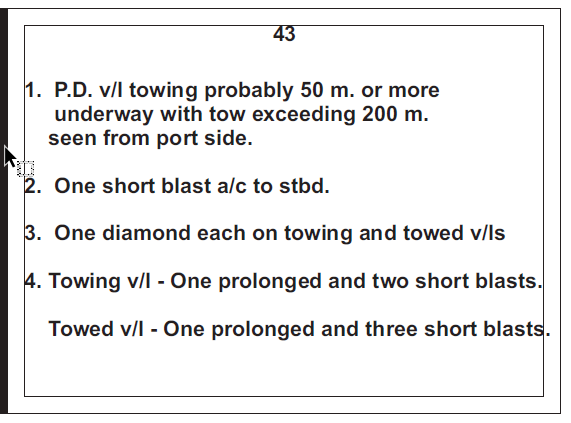 43
1. P.D. v/l towing probably 50 m. or more
underway with tow exceeding 200 m.
seen from port side.
2. One short blast a/c to stbd.
3. One diamond each on towing and towed v/ls
4. Towing v/l - One prolonged and two short blasts.
Towed v/l - One prolonged and three short blasts.